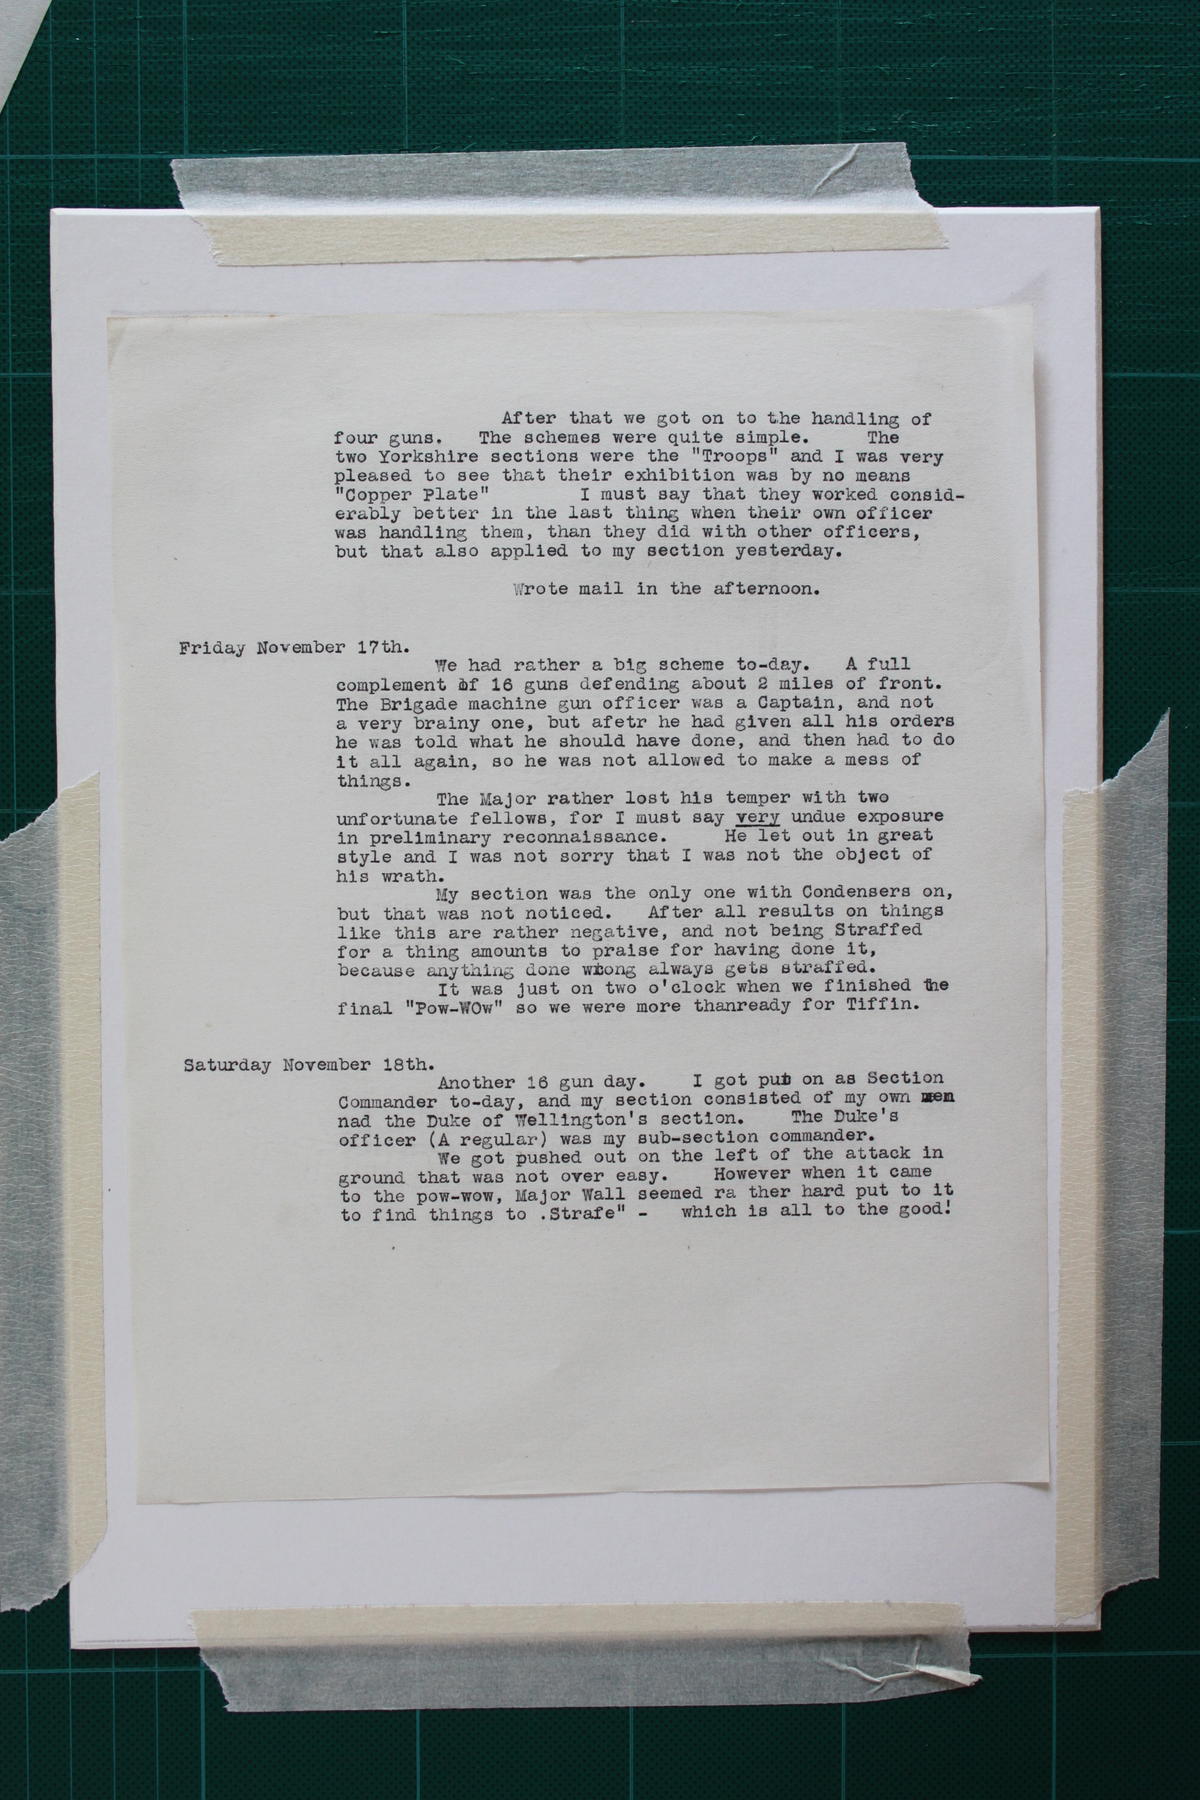 After that we got on to the handling of
four guns. The schemes were quite simple. The
two Yorkshire sections were the "Troops" and I was very
pleased to see that their exhibition was by no means
"Copper Plate" I must say that they worked consid-
erably better in the last thing when their own officer
was handling them, than they did with other officers,
but that also applied to my section yesterday.
Wrote mail in the afternoon.
Friday November 17th.
We had rather a big scheme to-day. A full
complement of 16 guns defending about 2 miles of front.
The Brigade machine gun officer was a Captain, and not
a very brainy one, but afetr he had given all his orders
he was told what he should have done, and then had to do
it all again, so he was not allowed to make a mess of
things.
The Major rather lost his temper with two
unfortunate fellows, for I must say very undue exposure
in preliminary reconnaissance. He let out in great
style and I was not sorry that I was not the object of
his wrath.
My section was the only one with Condensers on,
but that was not noticed. After all results on things
like this are rather negative, and not being Straffed
for a thing amounts to praise for having done it,
because anything done wrong always gets straffed.
It was just on two o'clock when we finished the
final "Pow-WOw" so we were more thanready for Tiffin.
Saturday November 18th.
Another 16 gun day. I got put on as Section
Commander to-day, and my section consisted of my own men
nad the Duke of Wellington's section. The Duke's
officer (A regular) was my sub-section commander.
We got pushed out on the left of the attack in
ground that was not over easy. However when it came
to the pow-wow, Major Wall seemed ra ther hard put to it
to find things to .Strafe" - which is all to the good!